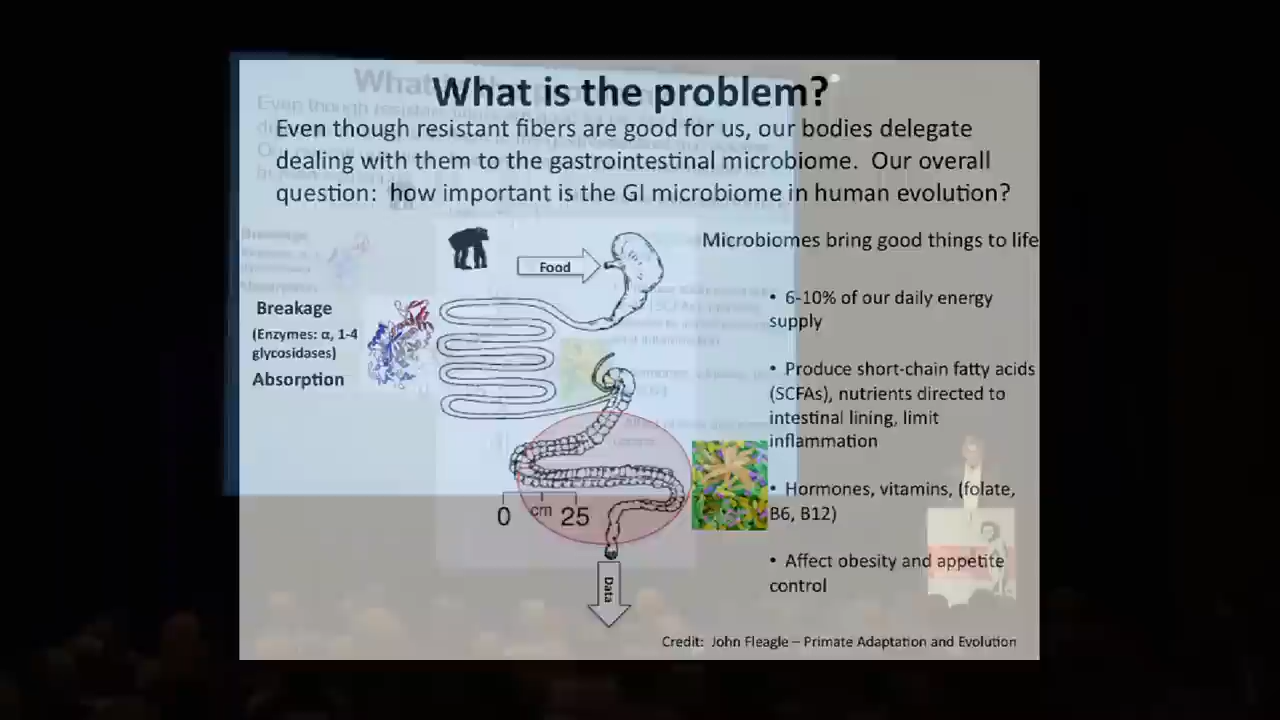 What is the problem?
Even though resistant fibers are good for us, our bodies delegate
dealing with them to the gastrointestinal microbiome.  Our overall
question:  how important is the GI microbiome in human evolution?
Microbiomes bring good things to life
Food
Breakage
(Enzymes: α, 1-4
glycosidases)
Absorption
0 cm 25
Data
• 6-10% of our daily energy
supply
• Produce short-chain fatty acids
(SCFAs), nutrients directed to
intestinal lining, limit
inflammation
• Hormones, vitamins, (folate,
B6, B12)
• Affect obesity and appetite
control
Credit:  John Fleagle – Primate Adaptation and Evolution